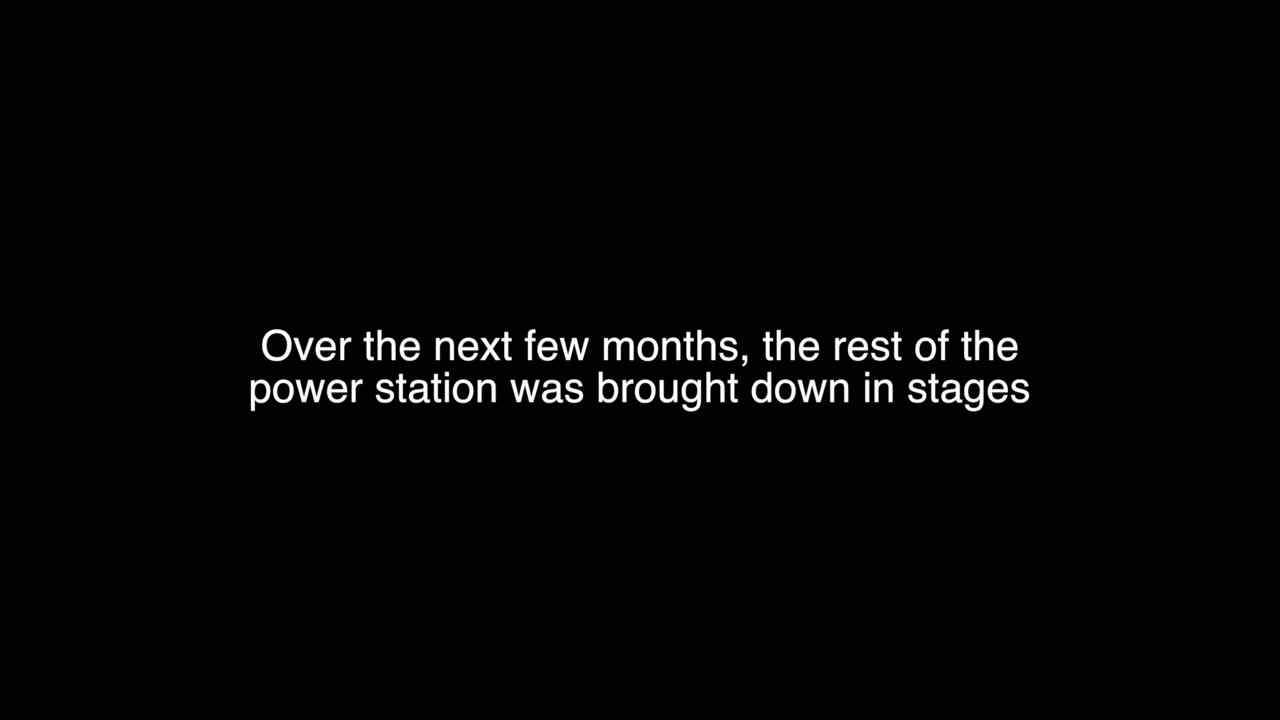 Over the next few months, the rest of the
power station was brought down in stages